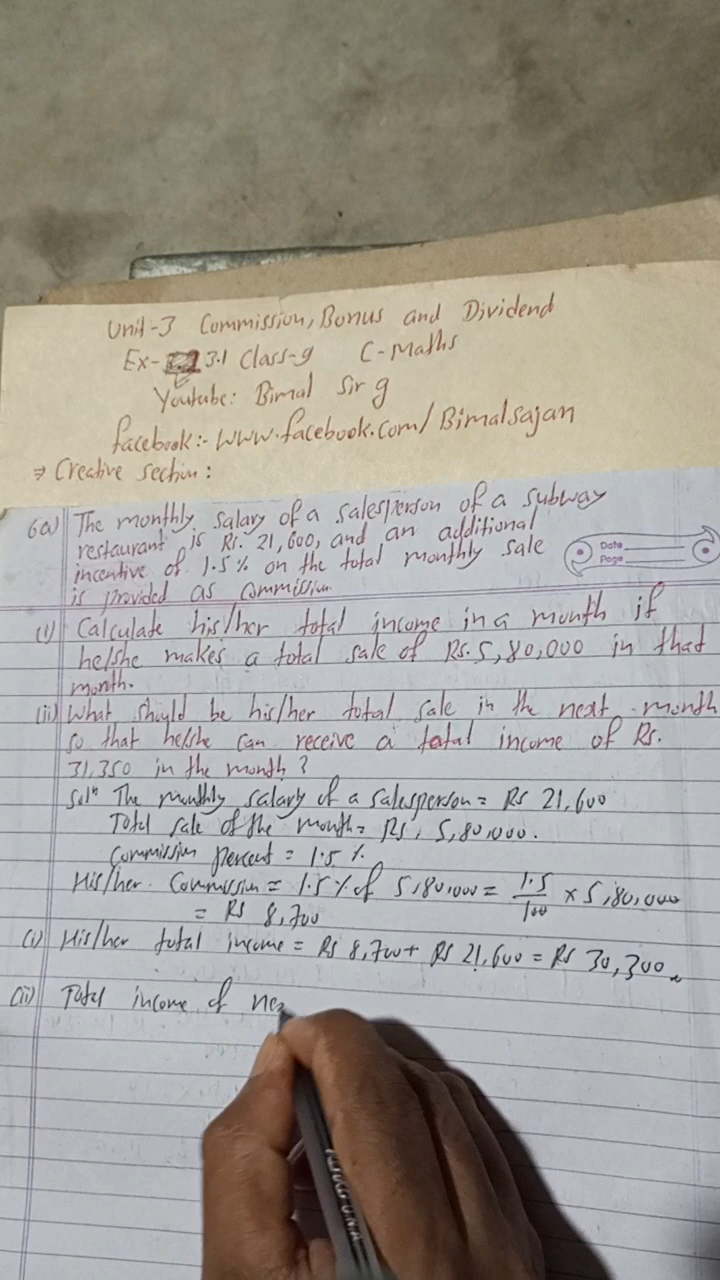 Unit-3 Commission, Bonus and Dividend
Ex- 3.1 Class-9 C-Maths
Youtube: Bimal Sir g
facebook:- www.facebook.com/Bimalsajan
⇒ Creative section:
6a) The monthly salary of a salesperson of a subway
restaurant is Rs. 21,600, and an additional
incentive of 1.5% on the total monthly sale
is provided as commission
Date
Page
(i) Calculate his/her total income in a month if
he/she makes a total sale of Rs. 5,80,000 in that
month.
(ii) What should be his/her total sale in the next month
so that he/she can receive a total income of Rs.
31,350 in the month?
Solⁿ The monthly salary of a salesperson = Rs 21,600
Total sale of the month = Rs, 5,80,000.
Commission percent = 1.5%
His/her Commission = 1.5% of 5,80,000 = 1.5/100 × 5,80,000
= Rs 8,700
(i) His/her total income = Rs 8,700 + Rs 21,600 = Rs 30,300
(ii) Total income of nex